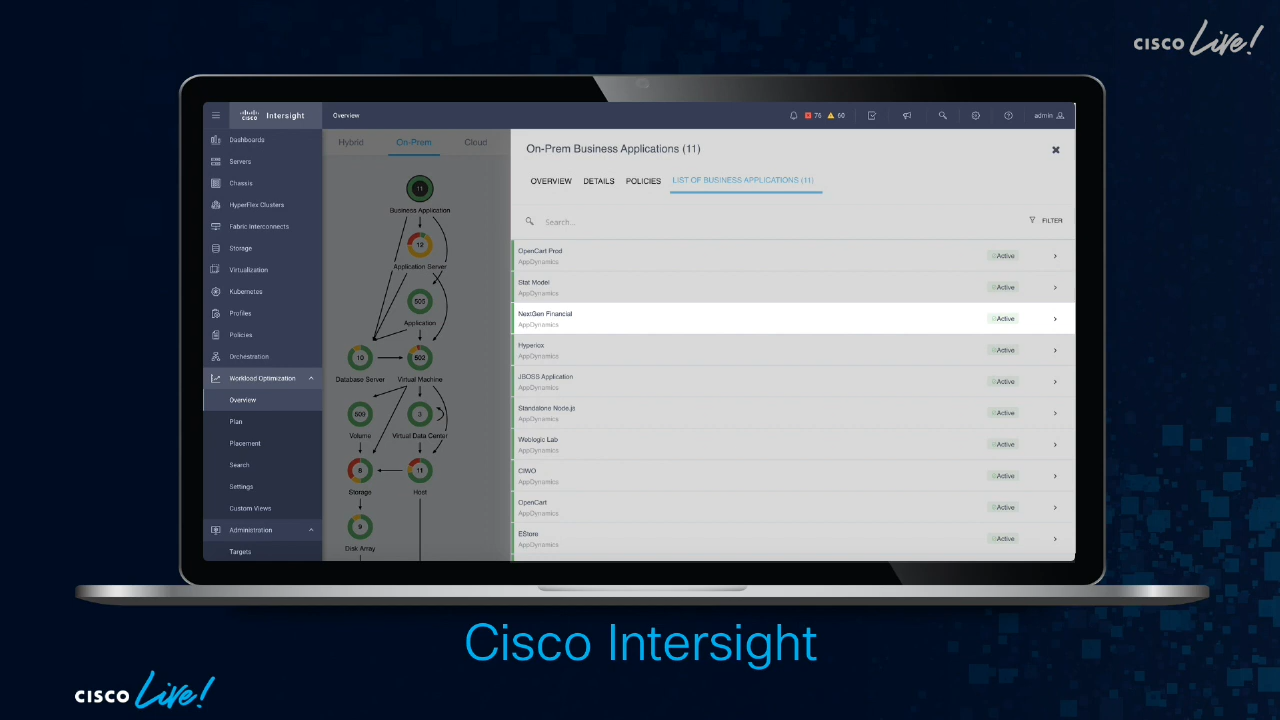 CISCO Live!
cisco Intersight
Overview
76
60
admin
Dashboards
Servers
Chassis
HyperFlex Clusters
Fabric Interconnects
Storage
Virtualization
Kubernetes
Profiles
Policies
Orchestration
Workload Optimization
Overview
Plan
Placement
Search
Settings
Custom Views
Administration
Targets
Hybrid On-Prem Cloud
11
Business Application
12
Application Server
505
Application
10 502
Database Server Virtual Machine
509 3
Volume Virtual Data Center
6 11
Storage Host
9
Disk Array
On-Prem Business Applications (11)
OVERVIEW DETAILS POLICIES LIST OF BUSINESS APPLICATIONS (11)
Search... FILTER
OpenCart Prod
AppDynamics
Active
Stat Model
AppDynamics
Active
NextGen Financial
AppDynamics
Active
Hyperiox
AppDynamics
Active
JBOSS Application
AppDynamics
Active
Standalone Node.js
AppDynamics
Active
Weblogic Lab
AppDynamics
Active
CIWO
AppDynamics
Active
OpenCart
AppDynamics
Active
EStore
AppDynamics
Active
Cisco Intersight
CISCO Live!